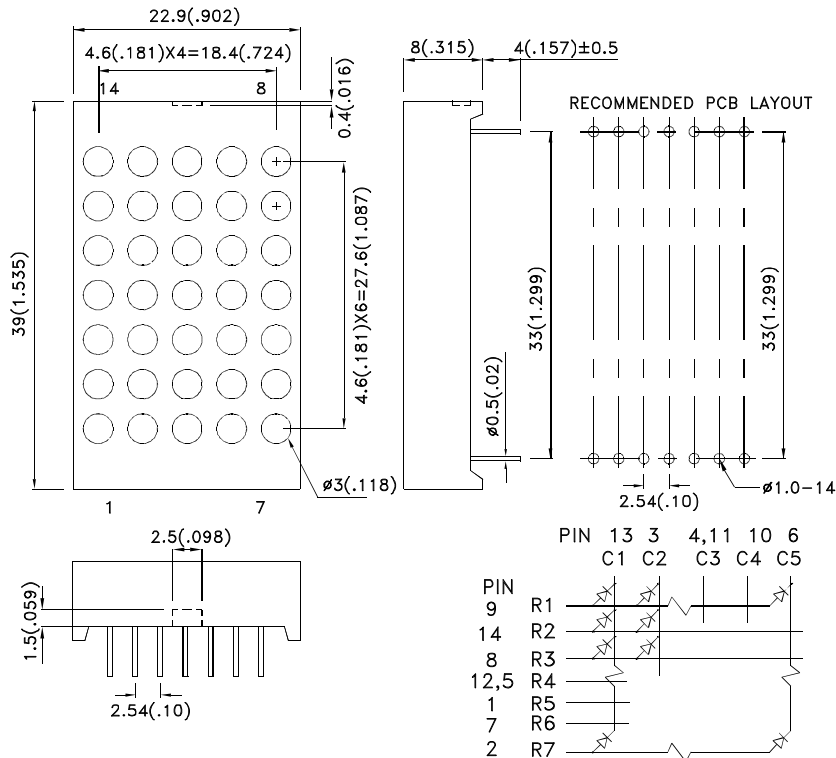 22.9(.902)
4.6(.181)X4=18.4(.724)
14
8
0.4(.016)
39(1.535)
4.6(.181)X6=27.6(1.087)
ø3(.118)
1
7
8(.315)
4(.157)±0.5
33(1.299)
ø0.5(.02)
RECOMMENDED PCB LAYOUT
33(1.299)
2.54(.10)
ø1.0-14
2.5(.098)
1.5(.059)
2.54(.10)
PIN 13 3 4,11 10 6
C1 C2 C3 C4 C5
PIN
9 R1
14 R2
8 R3
12,5 R4
1 R5
7 R6
2 R7